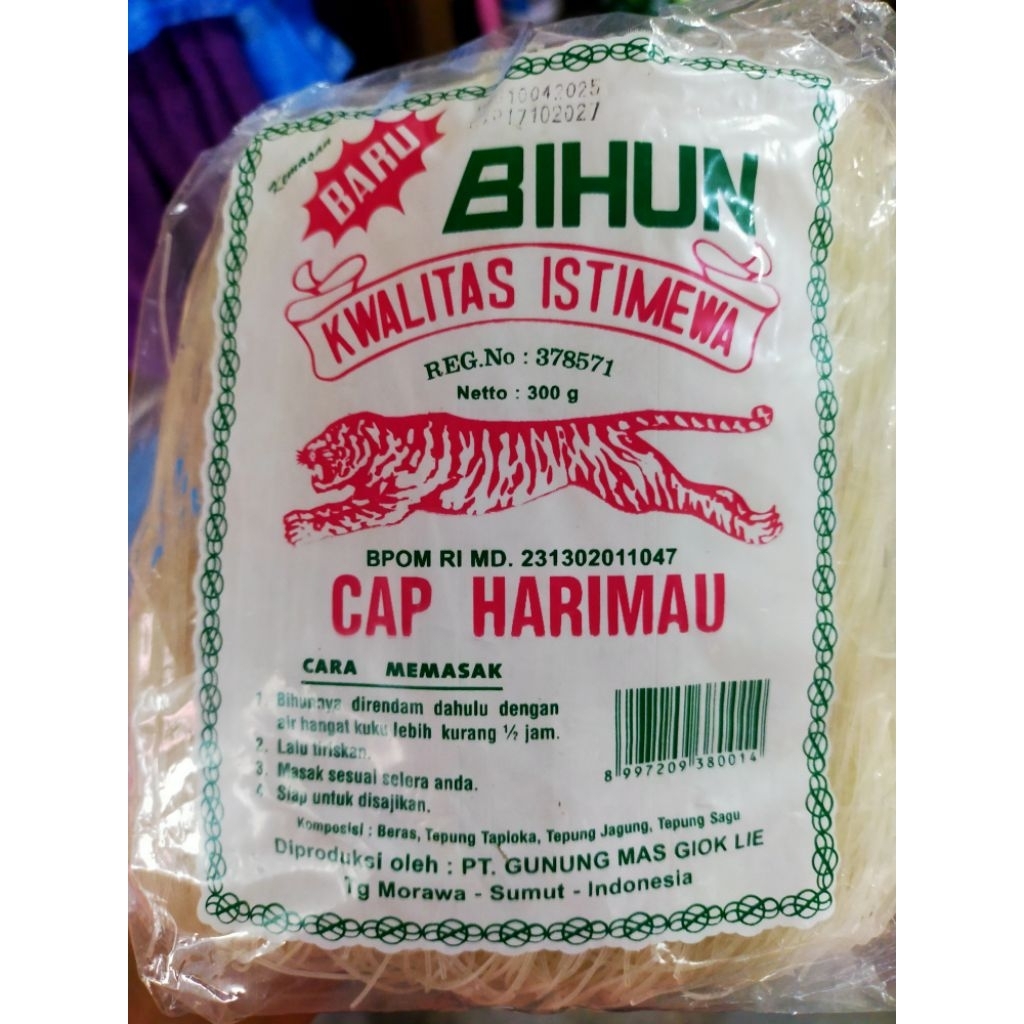 10042025
17102027
Kemasan
BARU
BIHUN
KWALITAS ISTIMEWA
REG.No : 378571
Netto : 300 g
BPOM RI MD. 231302011047
CAP HARIMAU
CARA MEMASAK
1. Bihunnya direndam dahulu dengan
air hangat kuku lebih kurang ½ jam.
2. Lalu tiriskan.
3. Masak sesuai selera anda.
4. Siap untuk disajikan.
8 997209 380014
Komposisi : Beras, Tepung Tapioka, Tepung Jagung, Tepung Sagu
Diproduksi oleh : PT. GUNUNG MAS GIOK LIE
Tg Morawa - Sumut - Indonesia